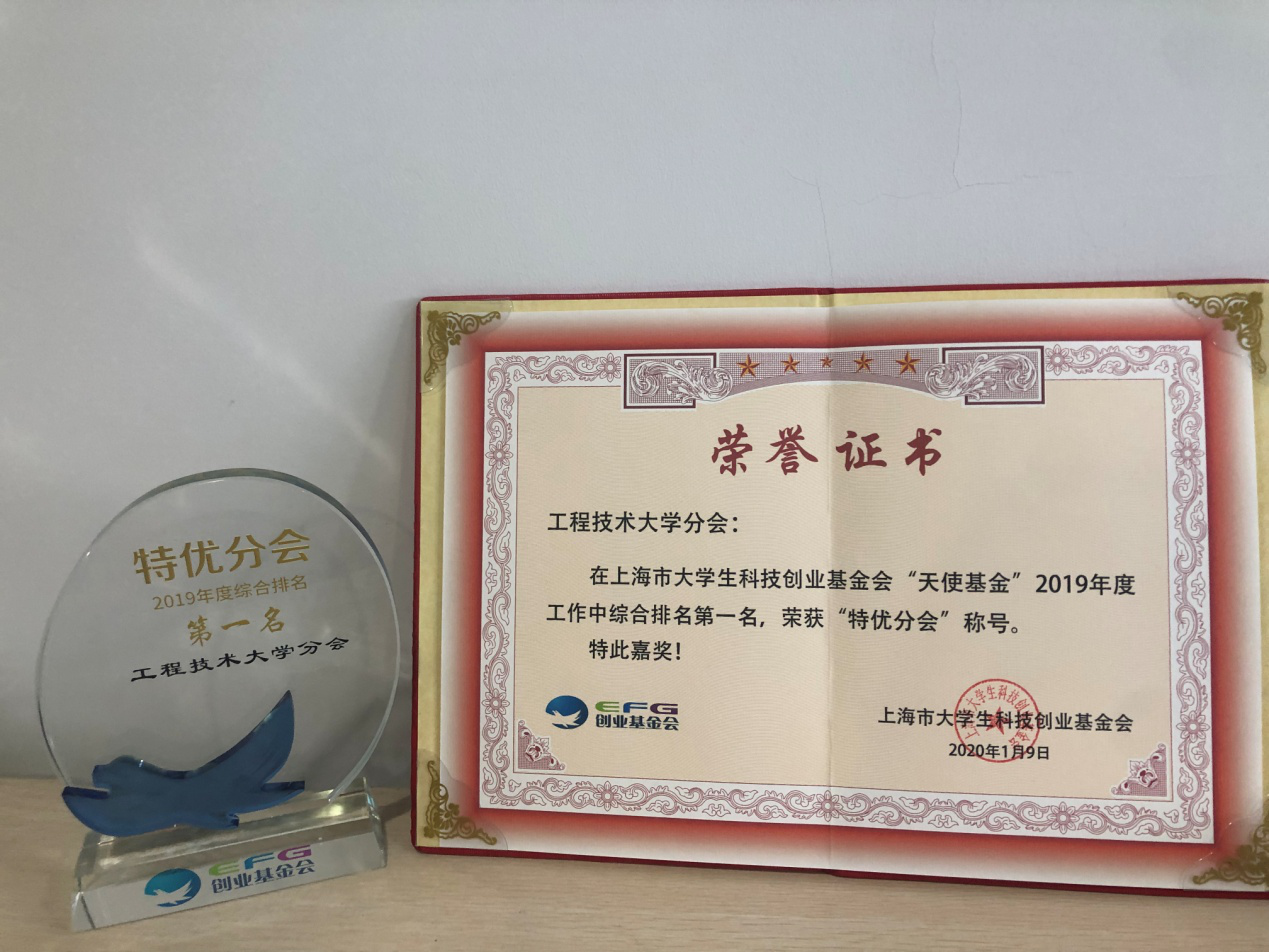 特优分会
2019年度综合排名
第一名
工程技术大学分会
EFG
创业基金会
荣誉证书
工程技术大学分会：
在上海市大学生科技创业基金会“天使基金”2019年度
工作中综合排名第一名，荣获“特优分会”称号。
特此嘉奖！
EFG
创业基金会
上海市大学生科技创业基金会
2020年1月9日